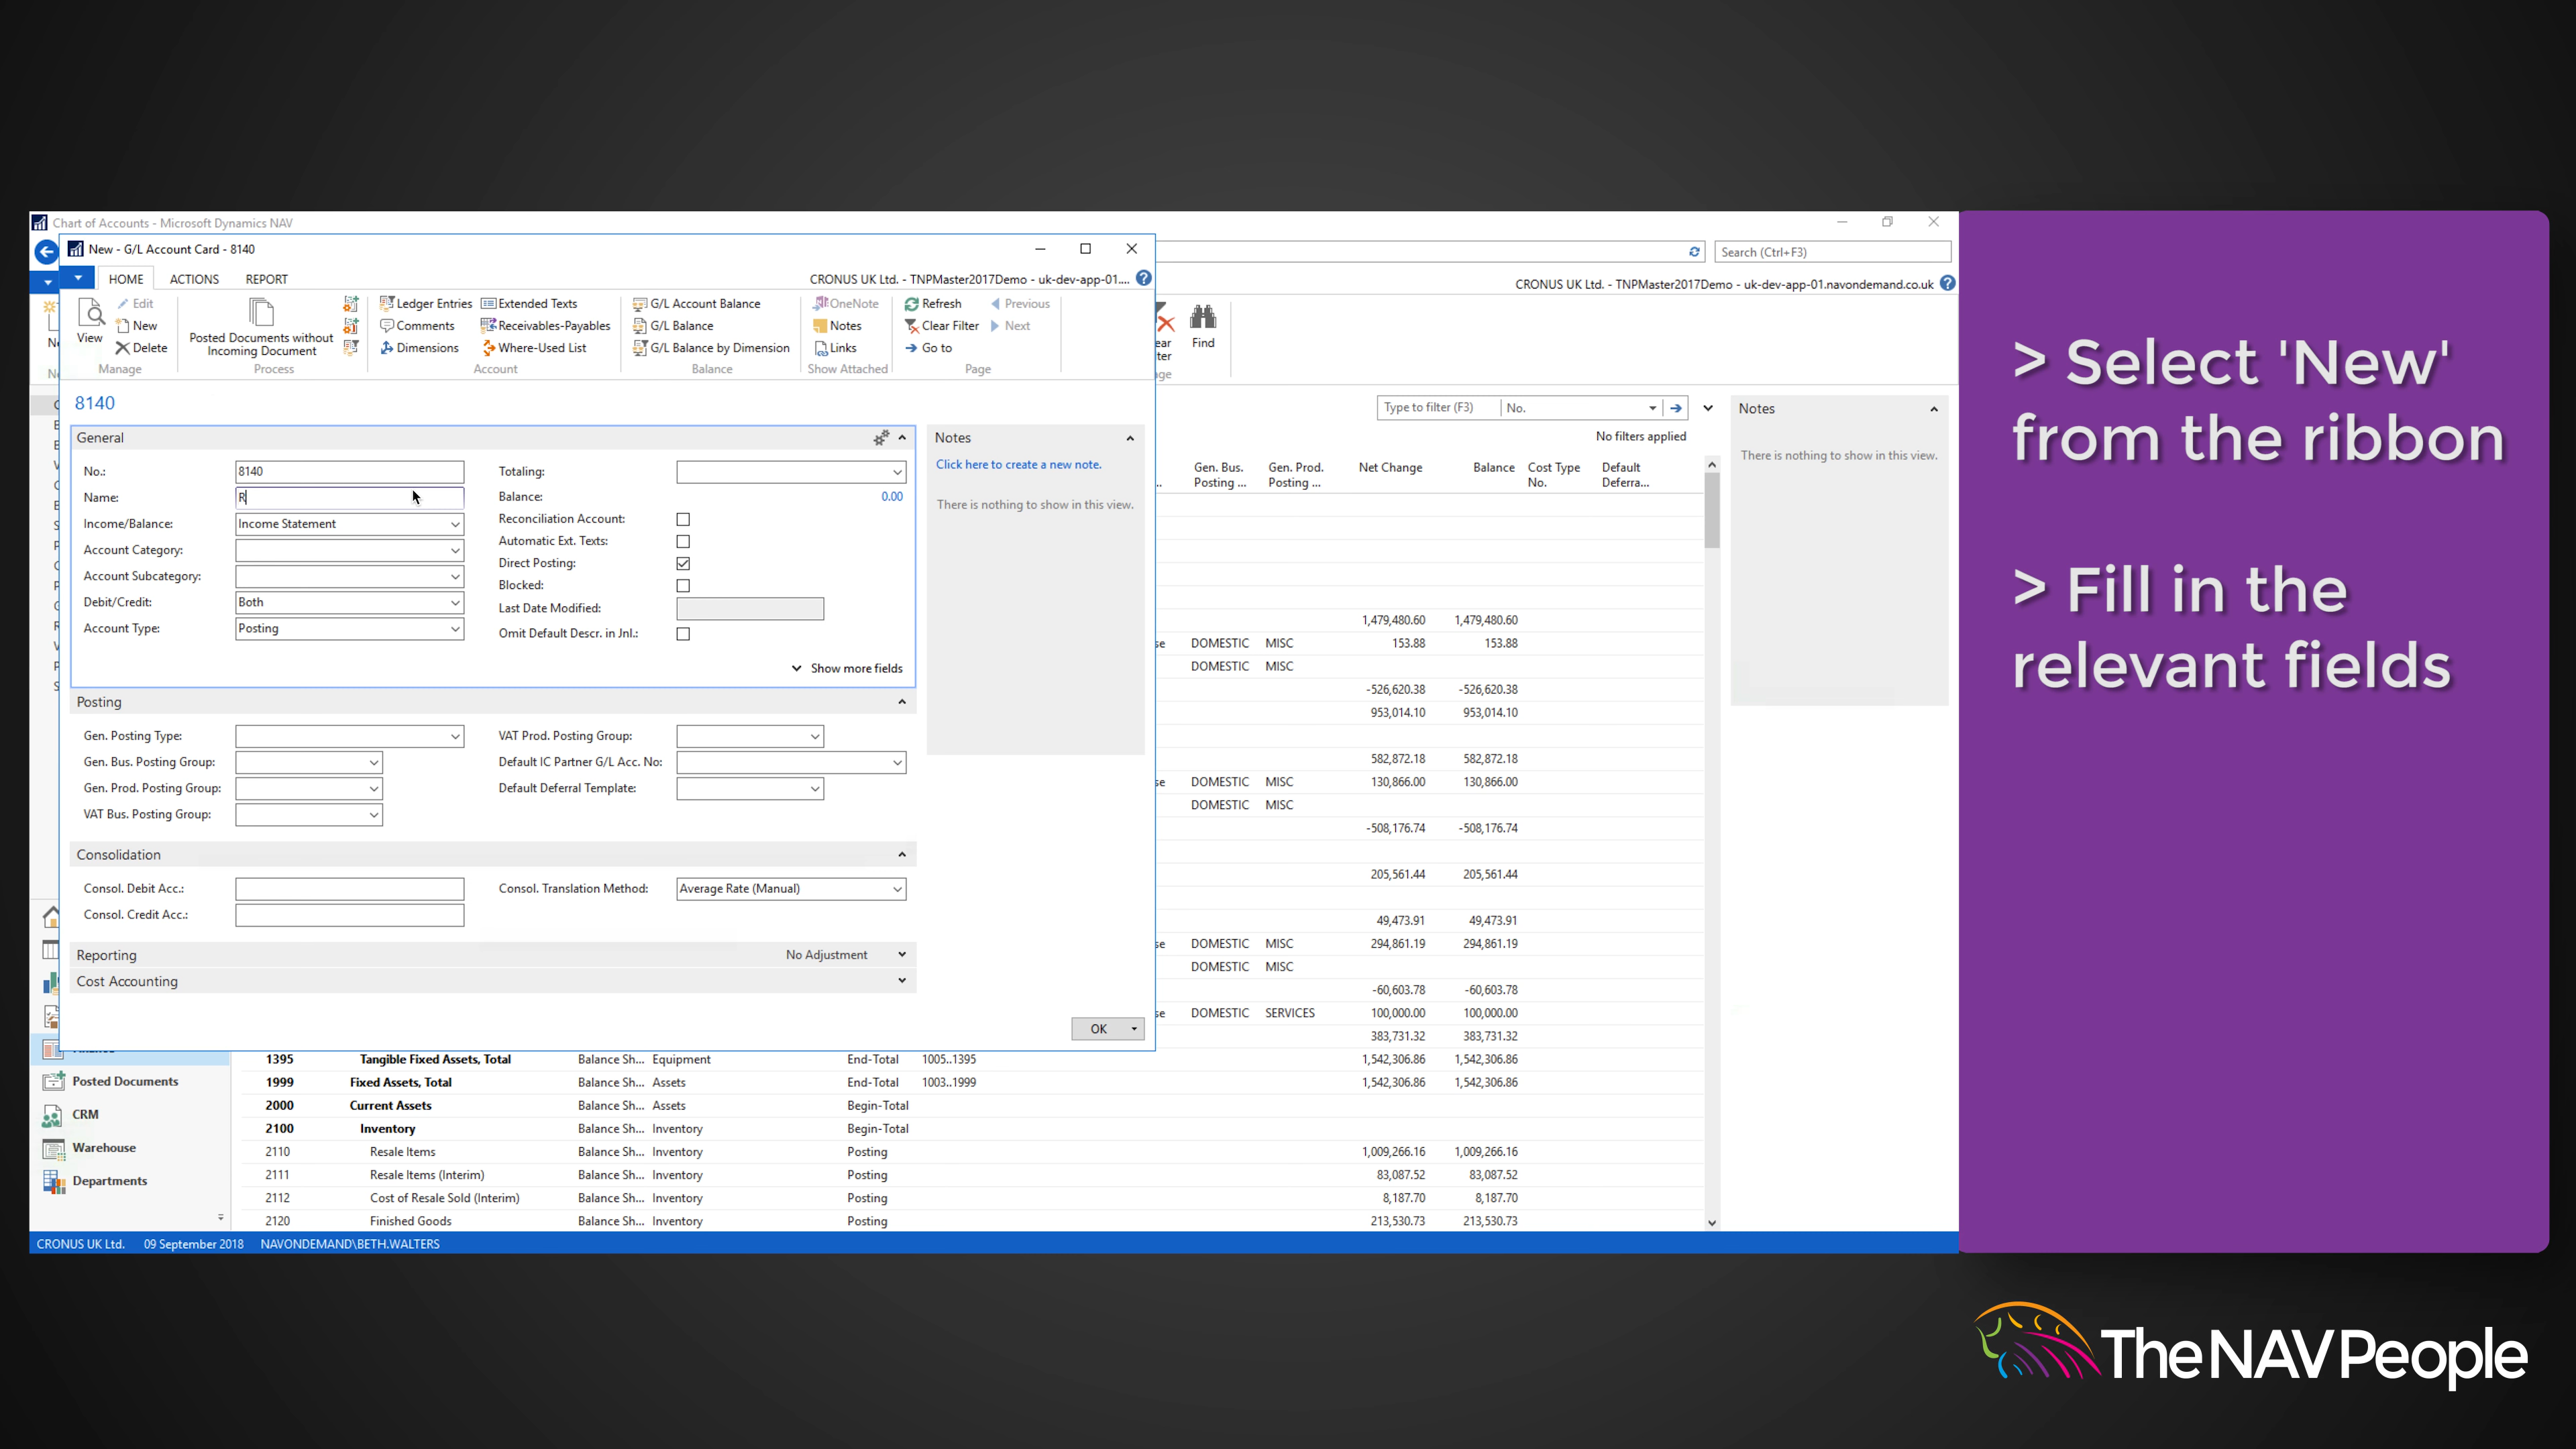 Chart of Accounts - Microsoft Dynamics NAV
New - G/L Account Card - 8140
Search (Ctrl+F3)
HOME ACTIONS REPORT
CRONUS UK Ltd. - TNPMaster2017Demo - uk-dev-app-01....
CRONUS UK Ltd. - TNPMaster2017Demo - uk-dev-app-01.navondemand.co.uk
View
Edit
New
Delete
Manage
Posted Documents without
Incoming Document
Process
Ledger Entries Extended Texts
Comments Receivables-Payables
Dimensions Where-Used List
Account
G/L Account Balance
G/L Balance
G/L Balance by Dimension
Balance
OneNote
Notes
Links
Show Attached
Refresh Previous
Clear Filter Next
Go to
Page
Find
8140
General
No.: 8140
Name: R
Income/Balance: Income Statement
Account Category:
Account Subcategory:
Debit/Credit: Both
Account Type: Posting
Totaling:
Balance: 0.00
Reconciliation Account:
Automatic Ext. Texts:
Direct Posting:
Blocked:
Last Date Modified:
Omit Default Descr. in Jnl.:
Show more fields
Posting
Gen. Posting Type:
Gen. Bus. Posting Group:
Gen. Prod. Posting Group:
VAT Bus. Posting Group:
VAT Prod. Posting Group:
Default IC Partner G/L Acc. No:
Default Deferral Template:
Consolidation
Consol. Debit Acc.:
Consol. Credit Acc.:
Consol. Translation Method: Average Rate (Manual)
Reporting No Adjustment
Cost Accounting
OK
Notes
Click here to create a new note.
There is nothing to show in this view.
Type to filter (F3) No.
No filters applied
Gen. Bus. Gen. Prod. Net Change Balance Cost Type Default
Posting ... Posting ... No. Deferra...
1,479,480.60 1,479,480.60
se DOMESTIC MISC 153.88 153.88
DOMESTIC MISC
-526,620.38 -526,620.38
953,014.10 953,014.10
582,872.18 582,872.18
se DOMESTIC MISC 130,866.00 130,866.00
DOMESTIC MISC
-508,176.74 -508,176.74
205,561.44 205,561.44
49,473.91 49,473.91
se DOMESTIC MISC 294,861.19 294,861.19
DOMESTIC MISC
-60,603.78 -60,603.78
se DOMESTIC SERVICES 100,000.00 100,000.00
383,731.32 383,731.32
1395 Tangible Fixed Assets, Total Balance Sh... Equipment End-Total 1005..1395 1,542,306.86 1,542,306.86
1999 Fixed Assets, Total Balance Sh... Assets End-Total 1003..1999 1,542,306.86 1,542,306.86
2000 Current Assets Balance Sh... Assets Begin-Total
2100 Inventory Balance Sh... Inventory Begin-Total
2110 Resale Items Balance Sh... Inventory Posting 1,009,266.16 1,009,266.16
2111 Resale Items (Interim) Balance Sh... Inventory Posting 83,087.52 83,087.52
2112 Cost of Resale Sold (Interim) Balance Sh... Inventory Posting 8,187.70 8,187.70
2120 Finished Goods Balance Sh... Inventory Posting 213,530.73 213,530.73
Notes
There is nothing to show in this view.
Posted Documents
CRM
Warehouse
Departments
CRONUS UK Ltd. 09 September 2018 NAVONDEMAND\BETH.WALTERS
> Select 'New'
from the ribbon
> Fill in the
relevant fields
TheNAVPeople